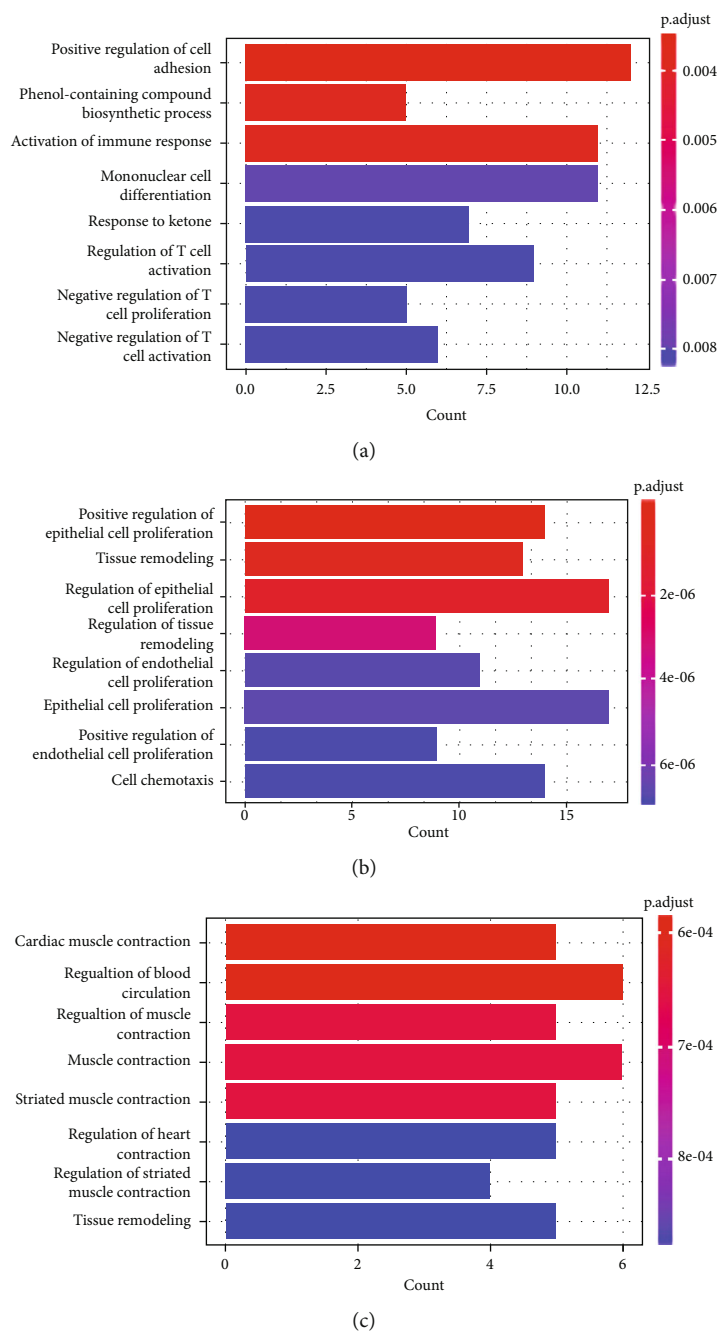 p.adjust
Positive regulation of cell
adhesion
Phenol-containing compound
biosynthetic process
Activation of immune response
Mononuclear cell
differentiation
Response to ketone
Regulation of T cell
activation
Negative regulation of T
cell proliferation
Negative regulation of T
cell activation
0.004
0.005
0.006
0.007
0.008
0.0 2.5 5.0 7.5 10.0 12.5
Count
(a)
p.adjust
Positive regulation of
epithelial cell proliferation
Tissue remodeling
Regulation of epithelial
cell proliferation
Regulation of tissue
remodeling
Regulation of endothelial
cell proliferation
Epithelial cell proliferation
Positive regulation of
endothelial cell proliferation
Cell chemotaxis
2e-06
4e-06
6e-06
0 5 10 15
Count
(b)
p.adjust
Cardiac muscle contraction
Regualtion of blood
circulation
Regualtion of muscle
contraction
Muscle contraction
Striated muscle contraction
Regulation of heart
contraction
Regulation of striated
muscle contraction
Tissue remodeling
6e-04
7e-04
8e-04
0 2 4 6
Count
(c)